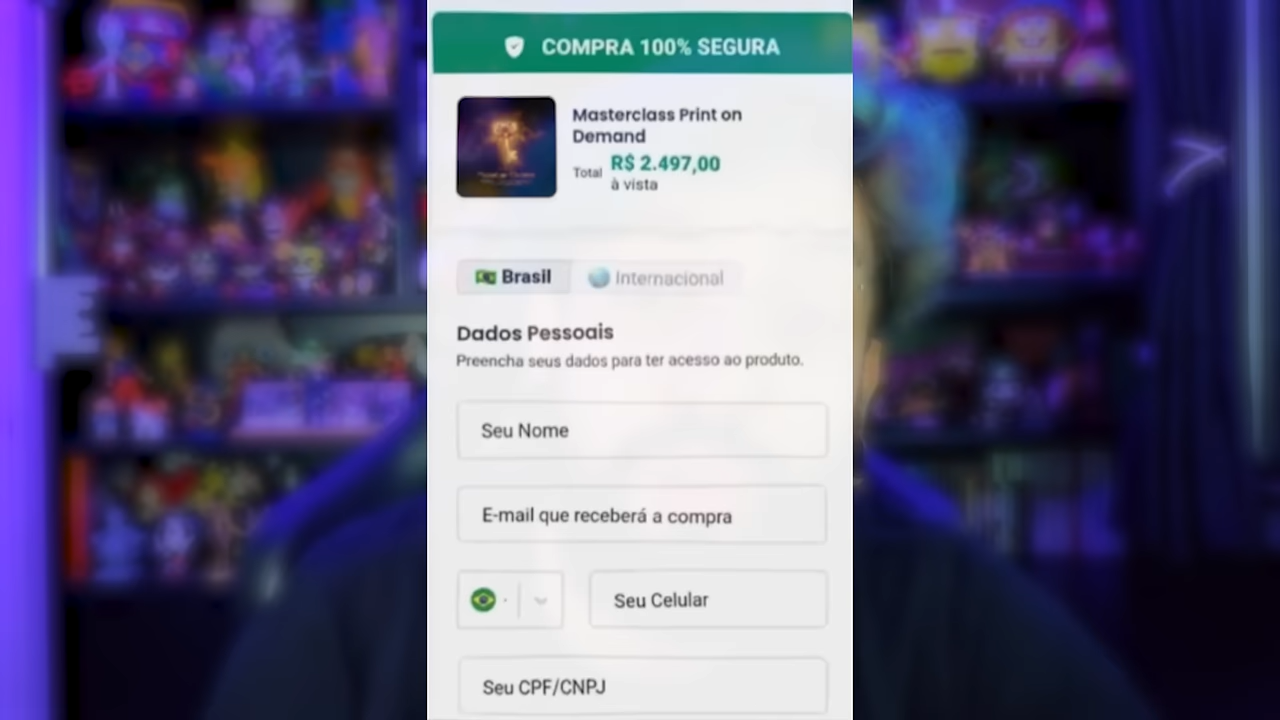 COMPRA 100% SEGURA
Masterclass Print on
Demand
Total R$ 2.497,00
à vista
Brasil
Internacional
Dados Pessoais
Preencha seus dados para ter acesso ao produto.
Seu Nome
E-mail que receberá a compra
Seu Celular
Seu CPF/CNPJ